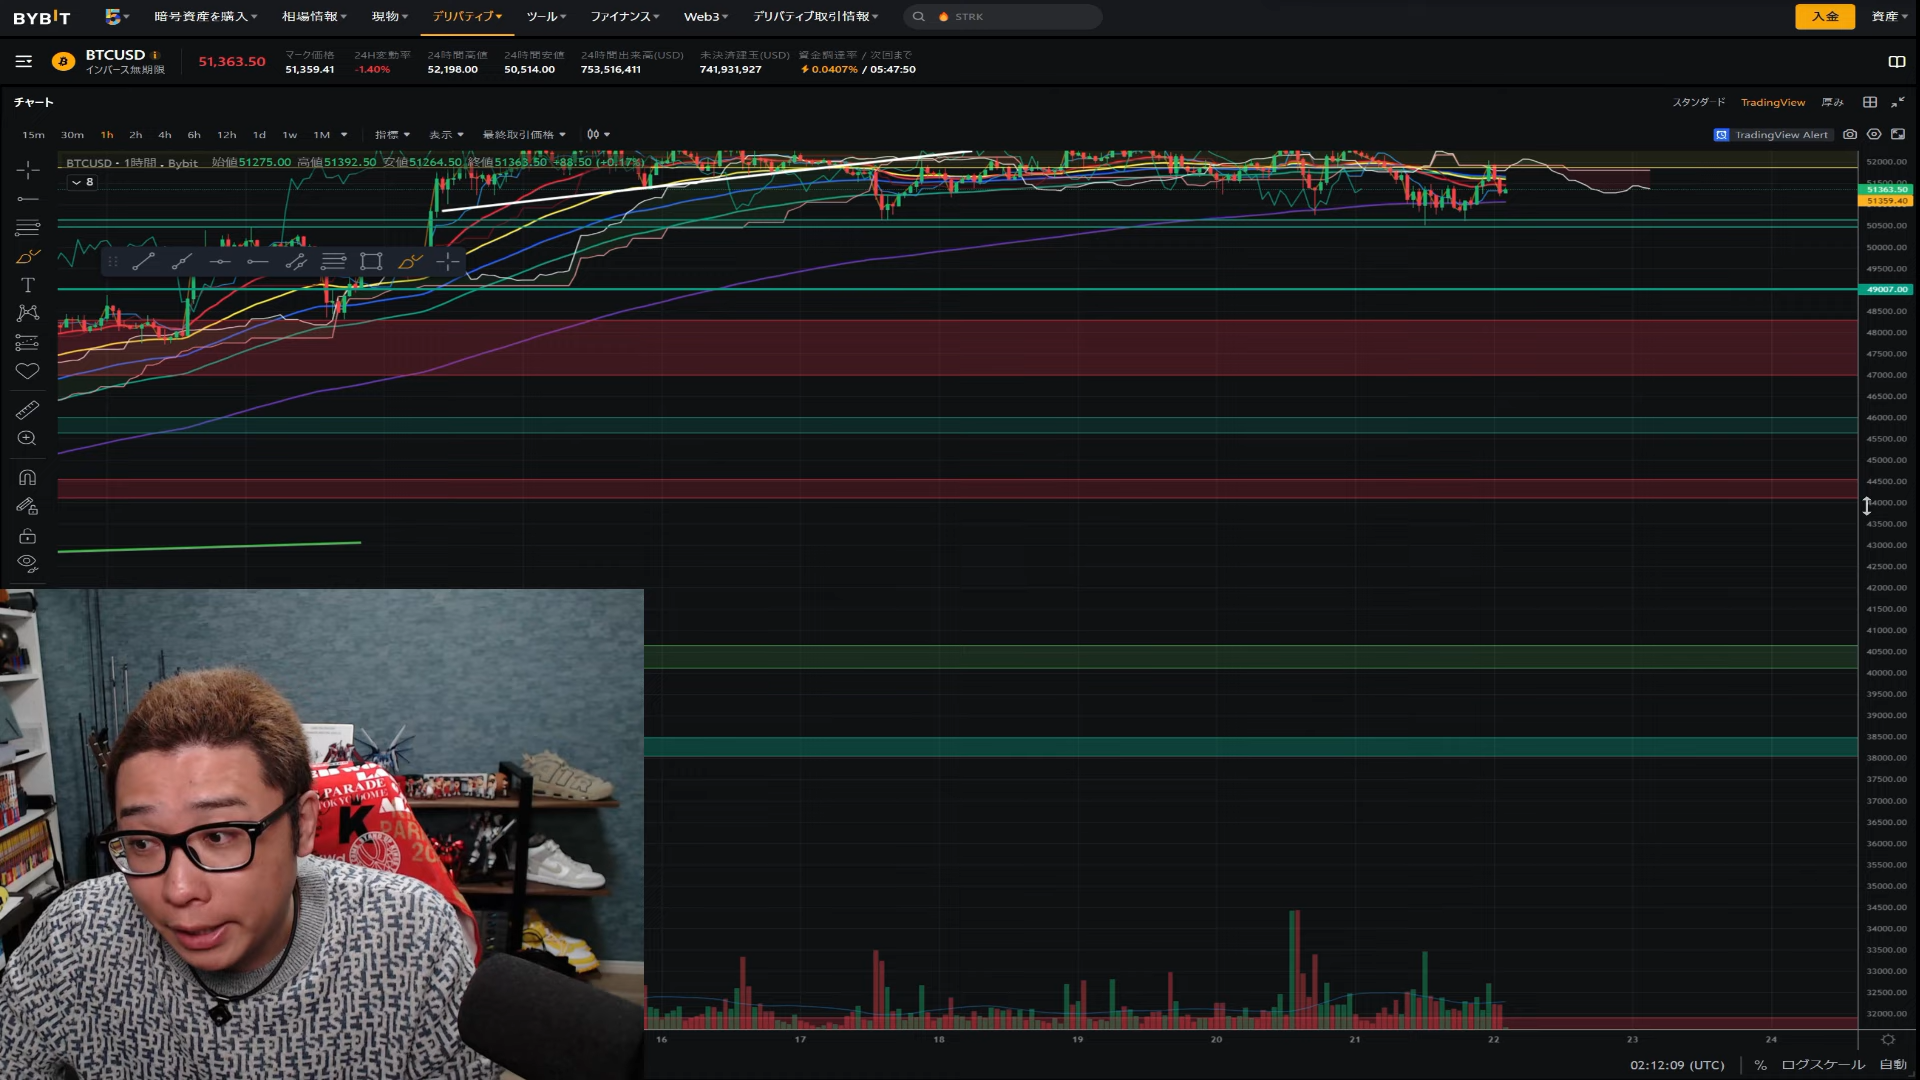 BYBIT
暗号資産を購入
相場情報
現物
デリバティブ
ツール
ファイナンス
Web3
デリバティブ取引情報
STRK
入金
資産
BTCUSD
インバース無期限
51,363.50
マーク価格
51,359.41
24H変動率
-1.40%
24時間高値
52,198.00
24時間安値
50,514.00
24時間出来高(USD)
753,516,411
未決済建玉(USD)
741,931,927
資金調達率 / 次回まで
0.0407% / 05:47:50
チャート
スタンダード
TradingView
厚み
15m 30m 1h 2h 4h 6h 12h 1d 1w 1M
指標
表示
最終取引価格
TradingView Alert
BTCUSD・1時間 . Bybit 始値51275.00 高値51392.50 安値51264.50 終値51363.50 +88.50 (+0.17%)
8
52000.00
51363.50
51359.40
50500.00
50000.00
49500.00
49007.00
48500.00
48000.00
47500.00
47000.00
46500.00
46000.00
45500.00
45000.00
44500.00
44000.00
43500.00
43000.00
42500.00
42000.00
41500.00
41000.00
40500.00
40000.00
39500.00
39000.00
38500.00
38000.00
37500.00
37000.00
36500.00
36000.00
35500.00
35000.00
34500.00
34000.00
33500.00
33000.00
32500.00
32000.00
PARADE
TOKYO DOME
K
16 17 18 19 20 21 22 23 24
02:12:09 (UTC)
%
ログスケール
自動